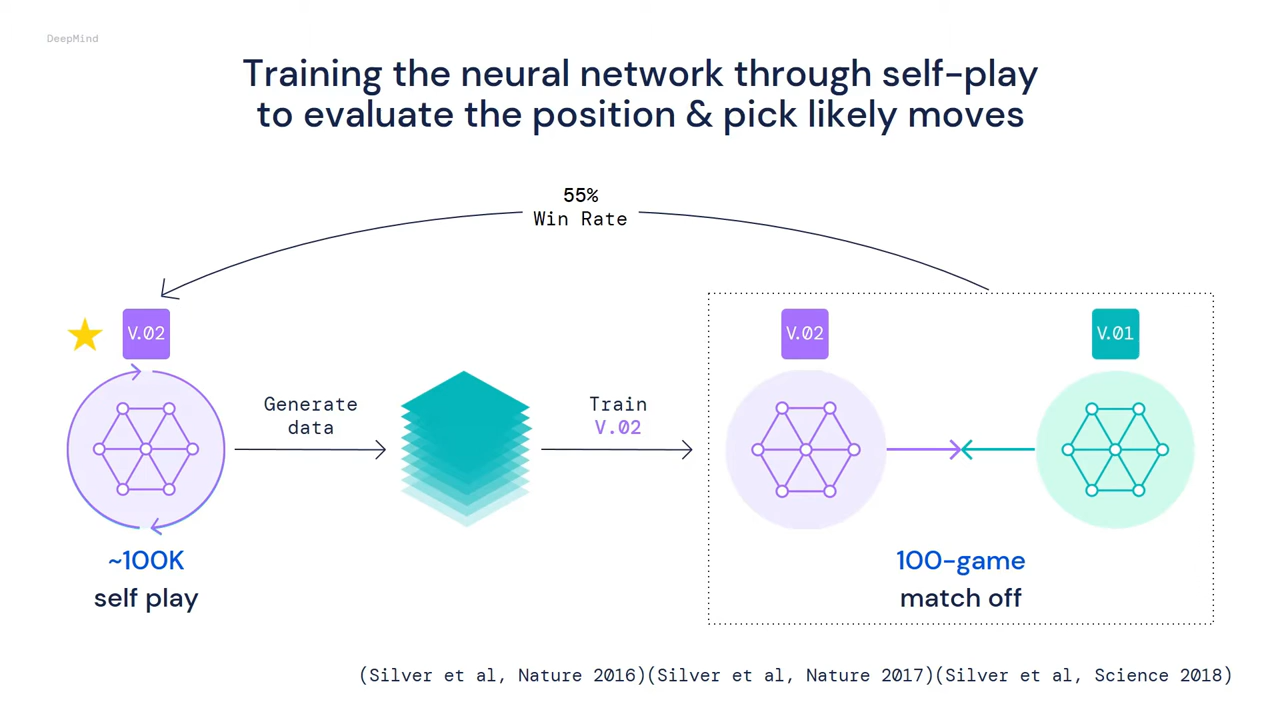 DeepMind
Training the neural network through self-play
to evaluate the position & pick likely moves
55%
Win Rate
V.02
V.02
V.01
Generate
data
Train
V.02
~100K
self play
100-game
match off
(Silver et al, Nature 2016)(Silver et al, Nature 2017)(Silver et al, Science 2018)